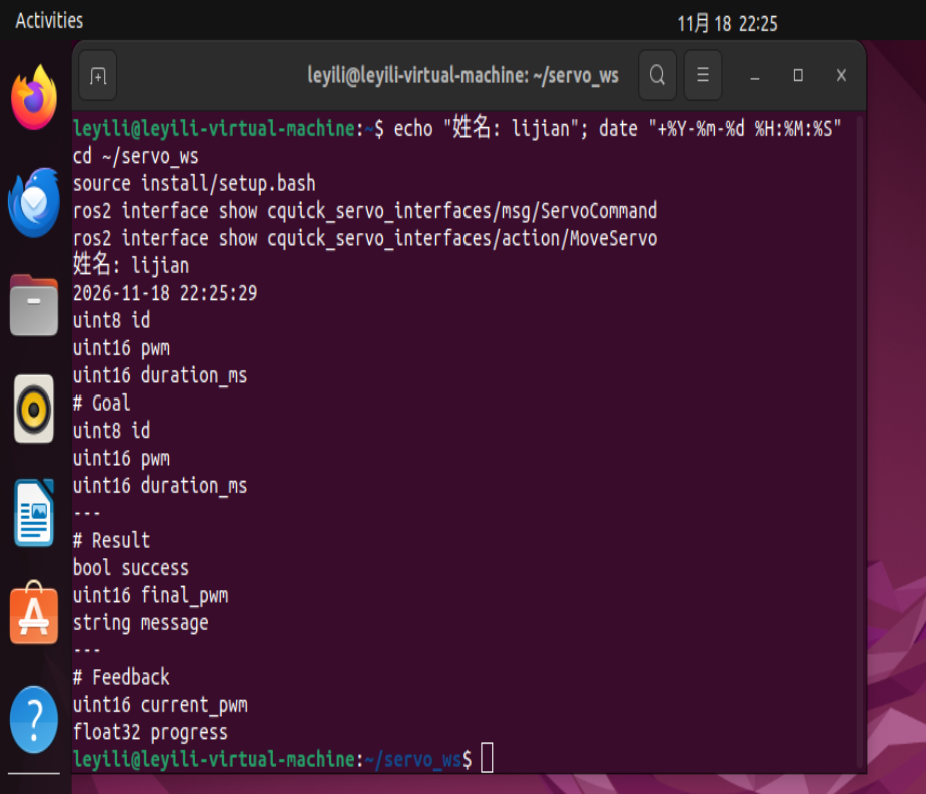 Activities
11月 18 22:25
leyili@leyili-virtual-machine: ~/servo_ws
leyili@leyili-virtual-machine:~$ echo "姓名: lijian"; date "+%Y-%m-%d %H:%M:%S"
cd ~/servo_ws
source install/setup.bash
ros2 interface show cquick_servo_interfaces/msg/ServoCommand
ros2 interface show cquick_servo_interfaces/action/MoveServo
姓名: lijian
2026-11-18 22:25:29
uint8 id
uint16 pwm
uint16 duration_ms
# Goal
uint8 id
uint16 pwm
uint16 duration_ms
---
# Result
bool success
uint16 final_pwm
string message
---
# Feedback
uint16 current_pwm
float32 progress
leyili@leyili-virtual-machine:~/servo_ws$